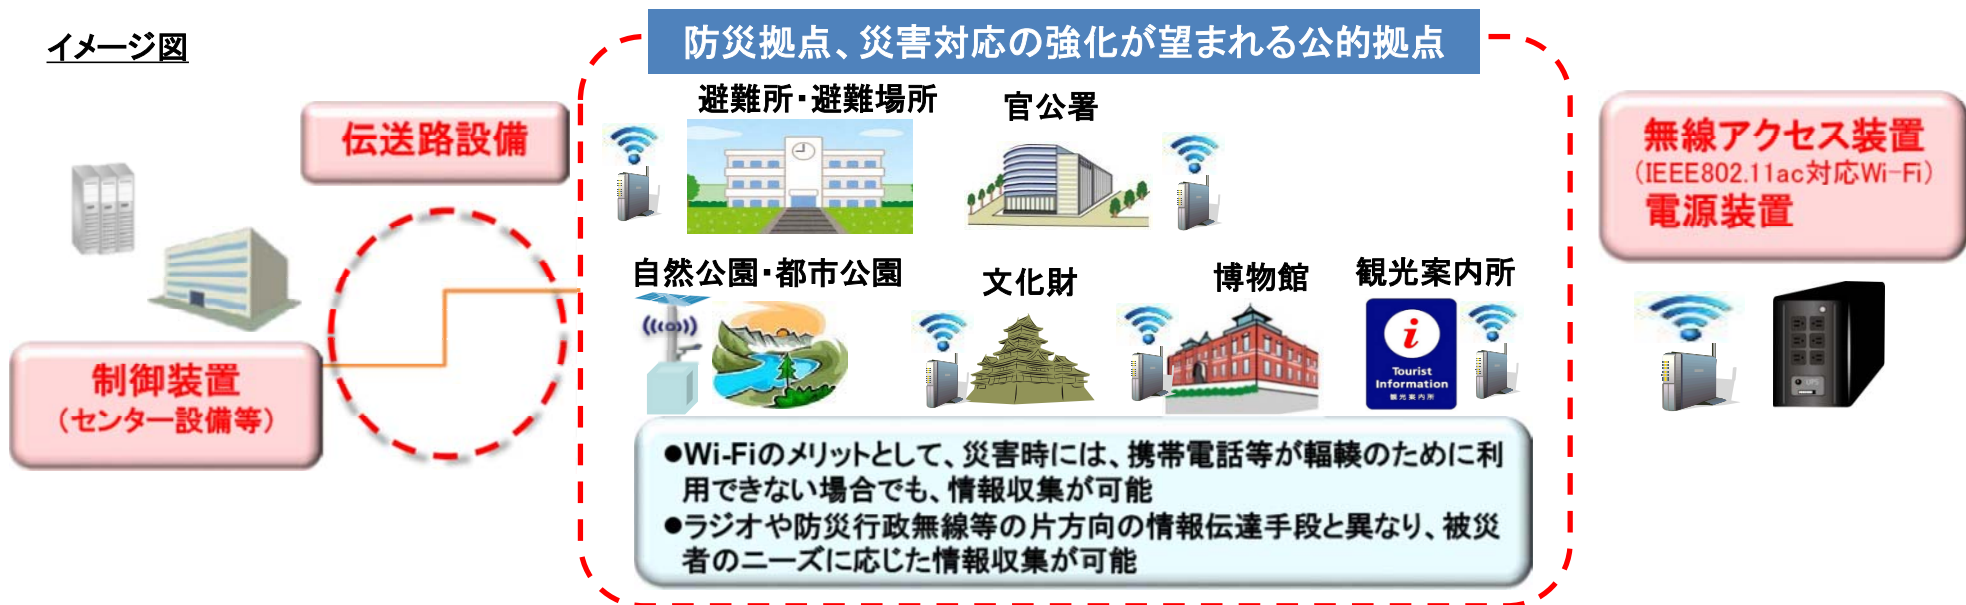 イメージ図
防災拠点、災害対応の強化が望まれる公的拠点
伝送路設備
避難所・避難場所
官公署
無線アクセス装置
(IEEE802.11ac対応Wi-Fi)
電源装置
自然公園・都市公園
文化財
博物館
観光案内所
i
Tourist
Information
観光案内所
UPS
制御装置
(センター設備等)
●Wi-Fiのメリットとして、災害時には、携帯電話等が輻輳のために利
用できない場合でも、情報収集が可能
●ラジオや防災行政無線等の片方向の情報伝達手段と異なり、被災
者のニーズに応じた情報収集が可能